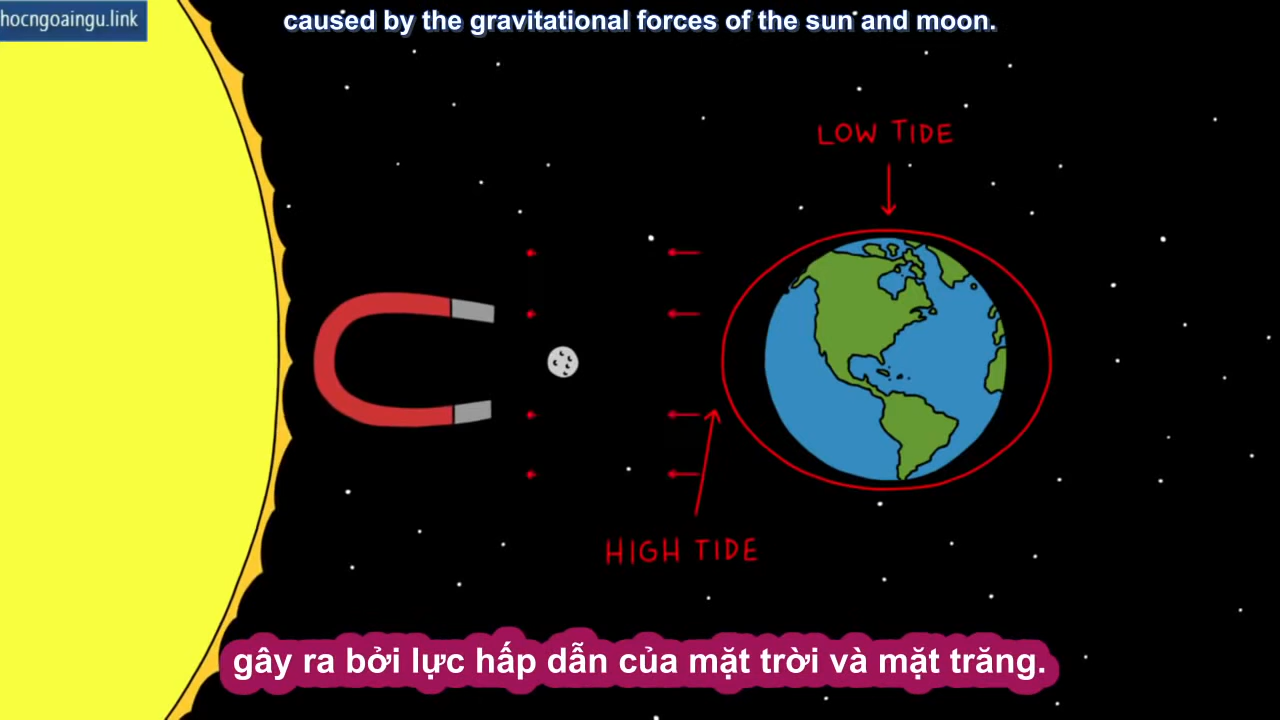 hocngoaingu.link
caused by the gravitational forces of the sun and moon.
LOW TIDE
HIGH TIDE
gây ra bởi lực hấp dẫn của mặt trời và mặt trăng.